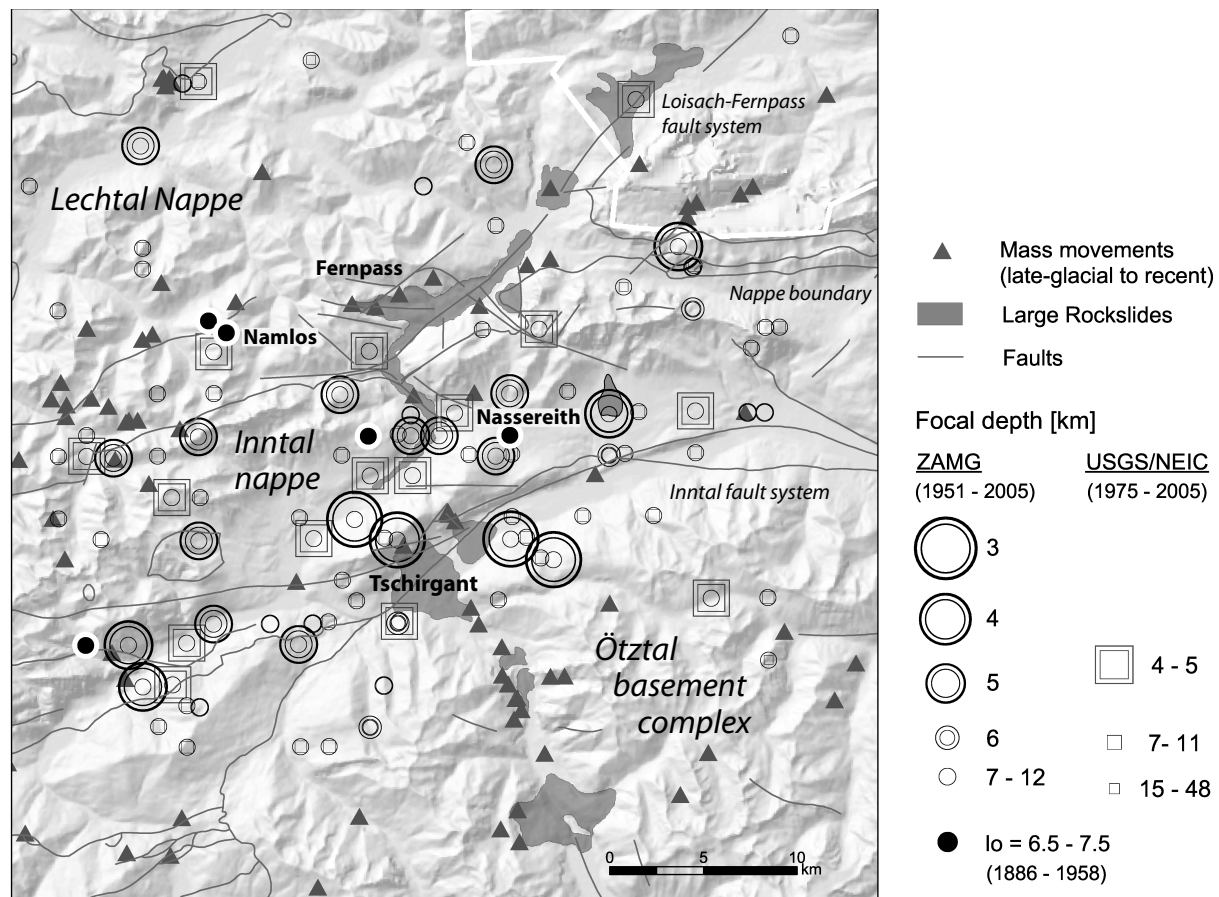 Loisach-Fernpass
fault system
Lechtal Nappe
Fernpass
Nappe boundary
Namlos
Nassereith
Inntal
nappe
Inntal fault system
Tschirgant
Ötztal
basement
complex
0 5 10
km
Mass movements
(late-glacial to recent)
Large Rockslides
Faults
Focal depth [km]
ZAMG USGS/NEIC
(1951 - 2005) (1975 - 2005)
3
4
5 4 - 5
6 7- 11
7 - 12 15 - 48
Io = 6.5 - 7.5
(1886 - 1958)